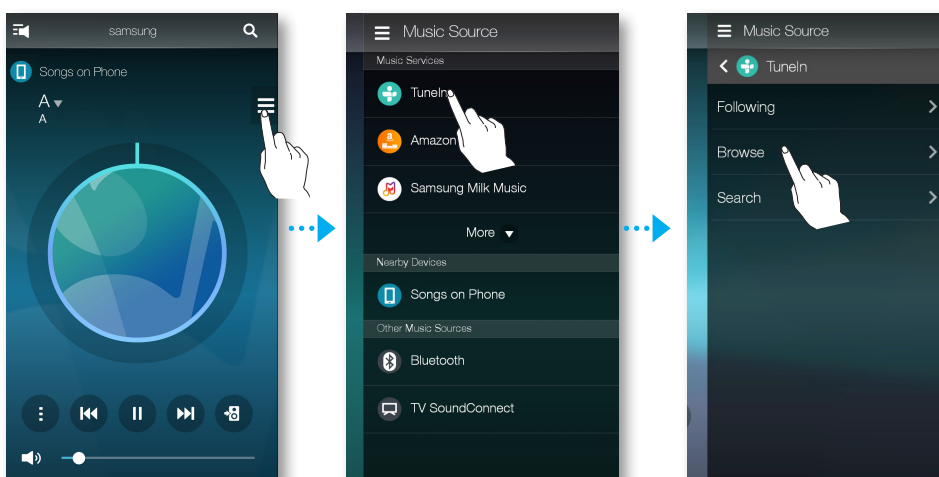 samsung
Songs on Phone
A
A
Music Source
Music Services
TuneIn
Amazon
Samsung Milk Music
More
Nearby Devices
Songs on Phone
Other Music Sources
Bluetooth
TV SoundConnect
Music Source
TuneIn
Following
Browse
Search